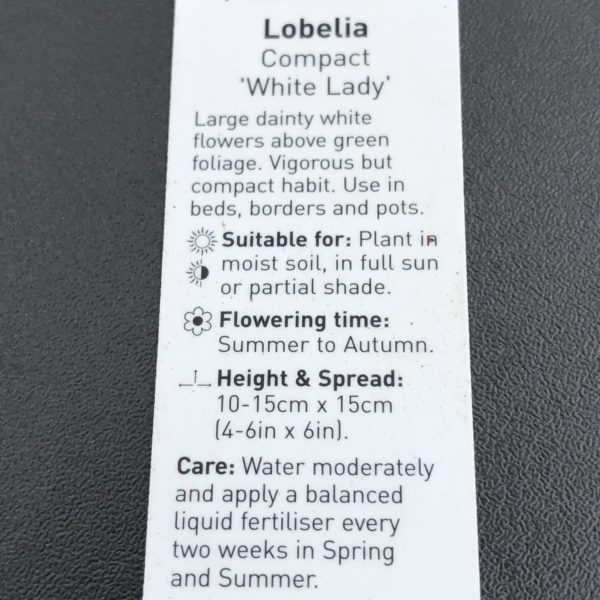 Lobelia
Compact
'White Lady'
Large dainty white
flowers above green
foliage. Vigorous but
compact habit. Use in
beds, borders and pots.
Suitable for: Plant in
moist soil, in full sun
or partial shade.
Flowering time:
Summer to Autumn.
Height & Spread:
10-15cm x 15cm
(4-6in x 6in).
Care: Water moderately
and apply a balanced
liquid fertiliser every
two weeks in Spring
and Summer.